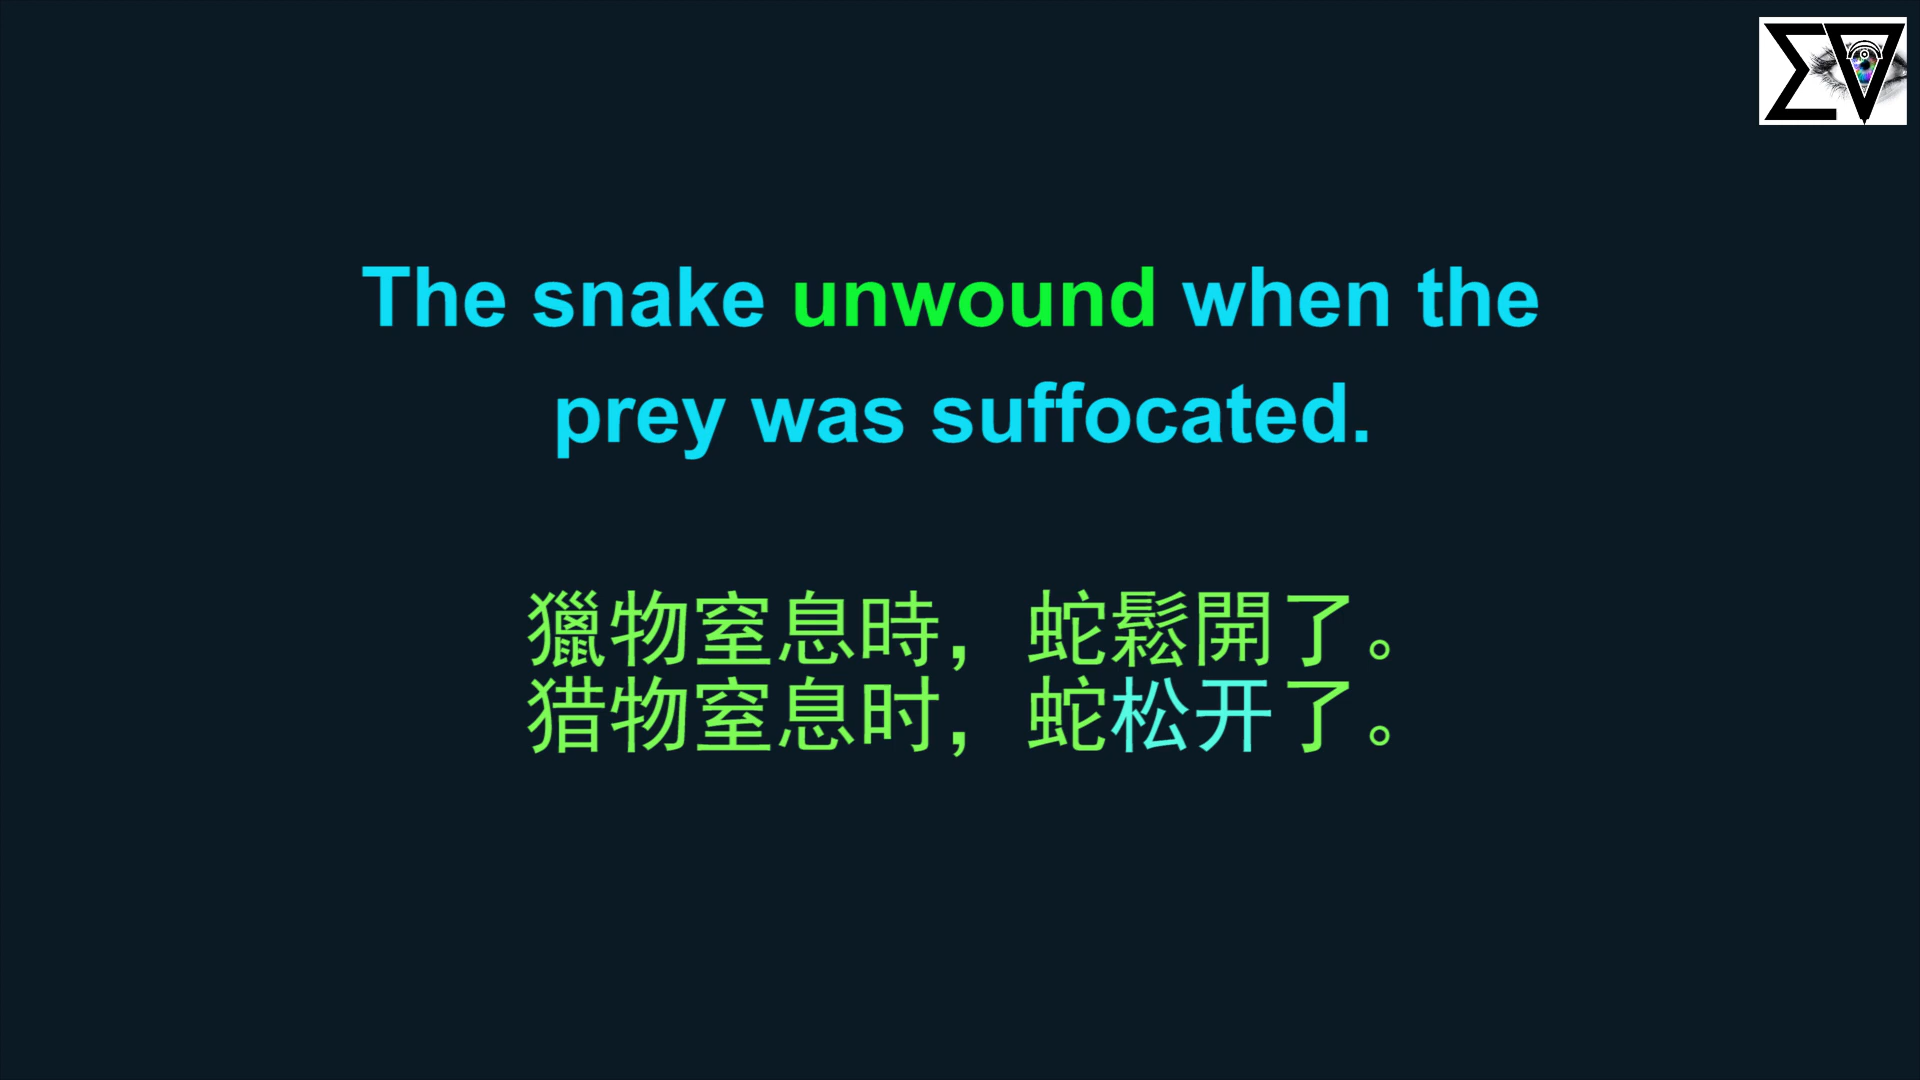 The snake unwound when the
prey was suffocated.
獵物窒息時，蛇鬆開了。
猎物窒息时，蛇松开了。